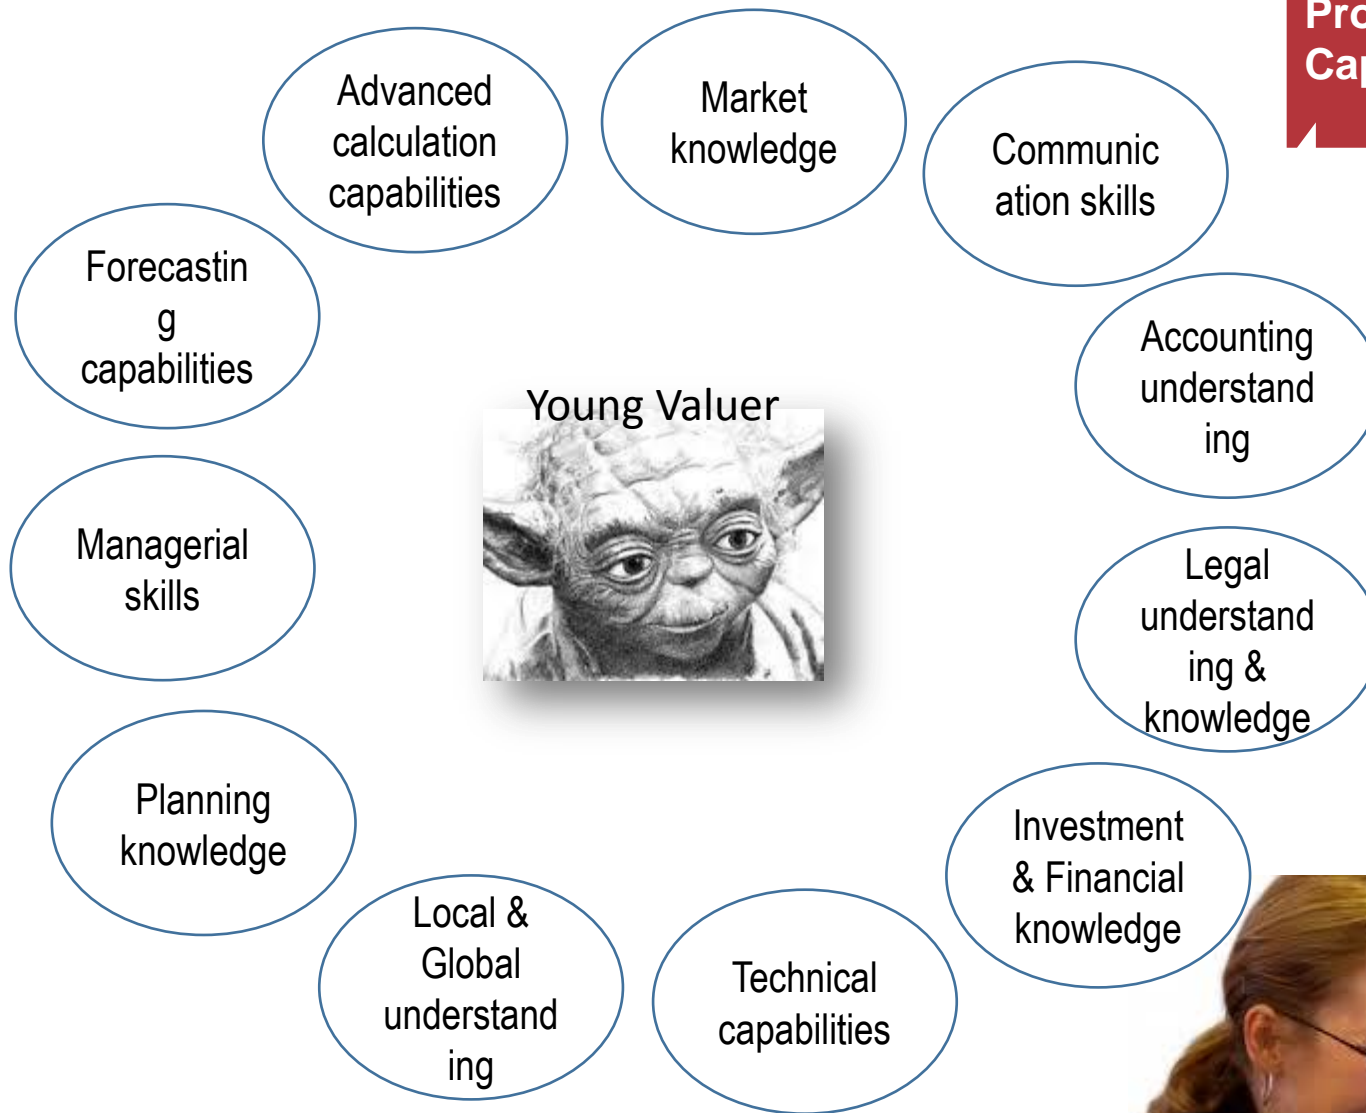 Pro
Cap
Advanced
calculation
capabilities
Market
knowledge
Communic
ation skills
Forecastin
g
capabilities
Accounting
understand
ing
Young Valuer
Managerial
skills
Legal
understand
ing &
knowledge
Planning
knowledge
Investment
& Financial
knowledge
Local &
Global
understand
ing
Technical
capabilities